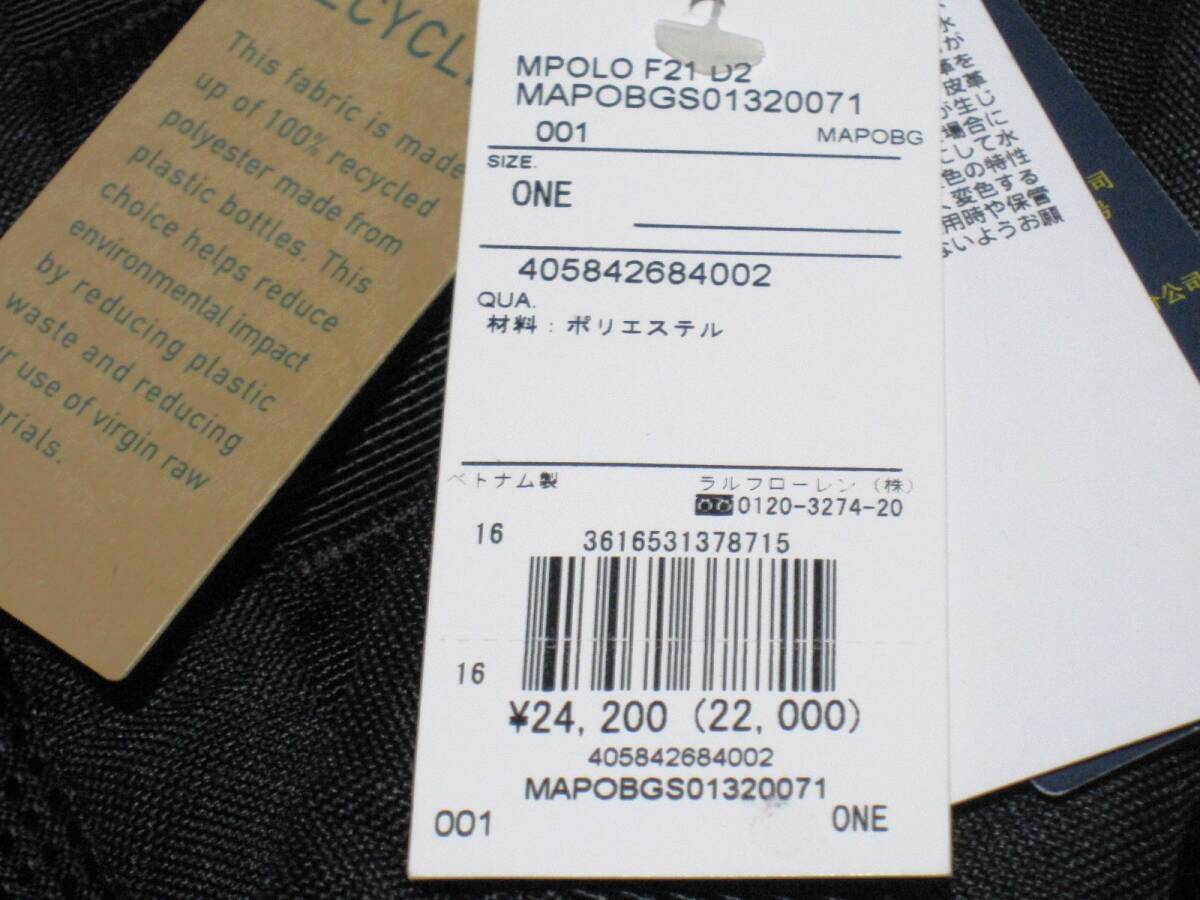 This fabric is made
up of 100% recycled
polyester made from
plastic bottles. This
choice helps reduce
environmental impact
by reducing plastic
waste and reducing
use of virgin raw
MPOLO F21 D2
MAPOBGS01320071
001 MAPOBG
SIZE.
ONE
405842684002
QUA.
材料：ポリエステル
ベトナム製 ラルフローレン（株）
0120-3274-20
16 3616531378715
16
¥24,200 (22,000)
405842684002
MAPOBGS01320071
001 ONE
水
が
革を
皮革
が生じ
場合に
して水
色の特性
変色する
用時や保管
ないようお願
司
公司